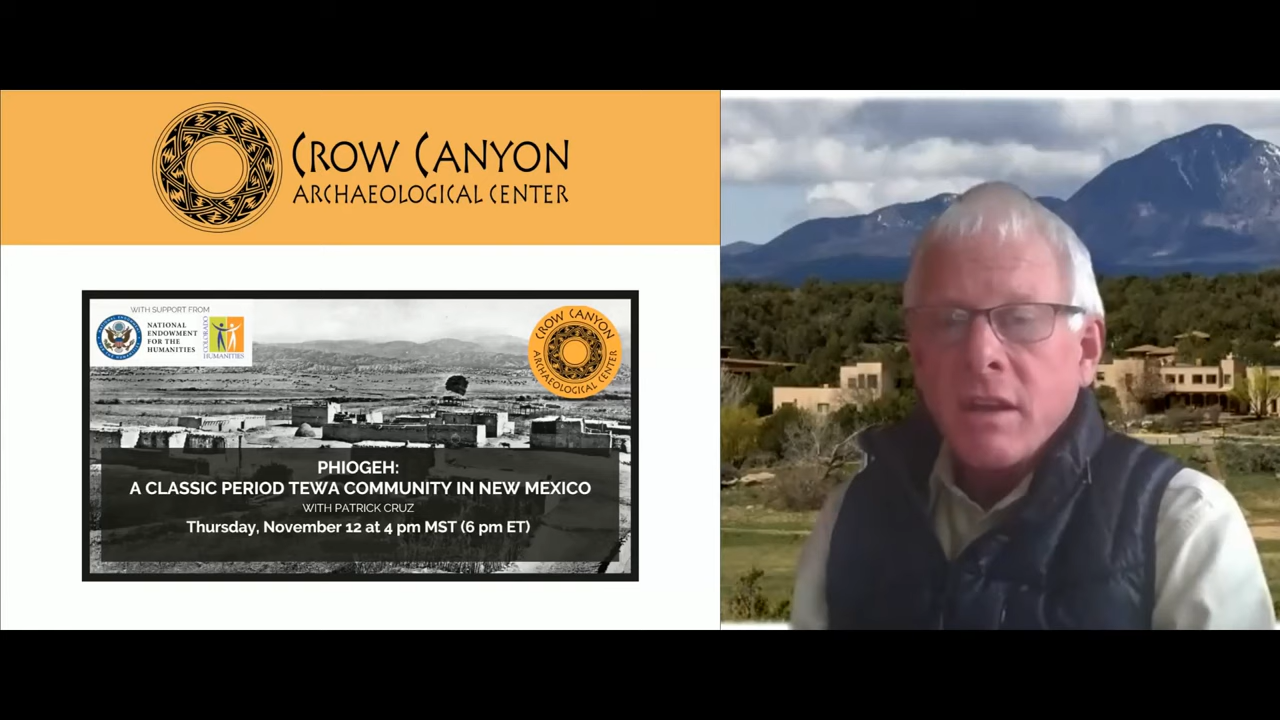 CROW CANYON
ARCHAEOLOGICAL CENTER
WITH SUPPORT FROM
NATIONAL
ENDOWMENT
FOR THE
HUMANITIES
COLORADO
HUMANITIES
CROW CANYON
ARCHAEOLOGICAL CENTER
PHIOGEH:
A CLASSIC PERIOD TEWA COMMUNITY IN NEW MEXICO
WITH PATRICK CRUZ
Thursday, November 12 at 4 pm MST (6 pm ET)